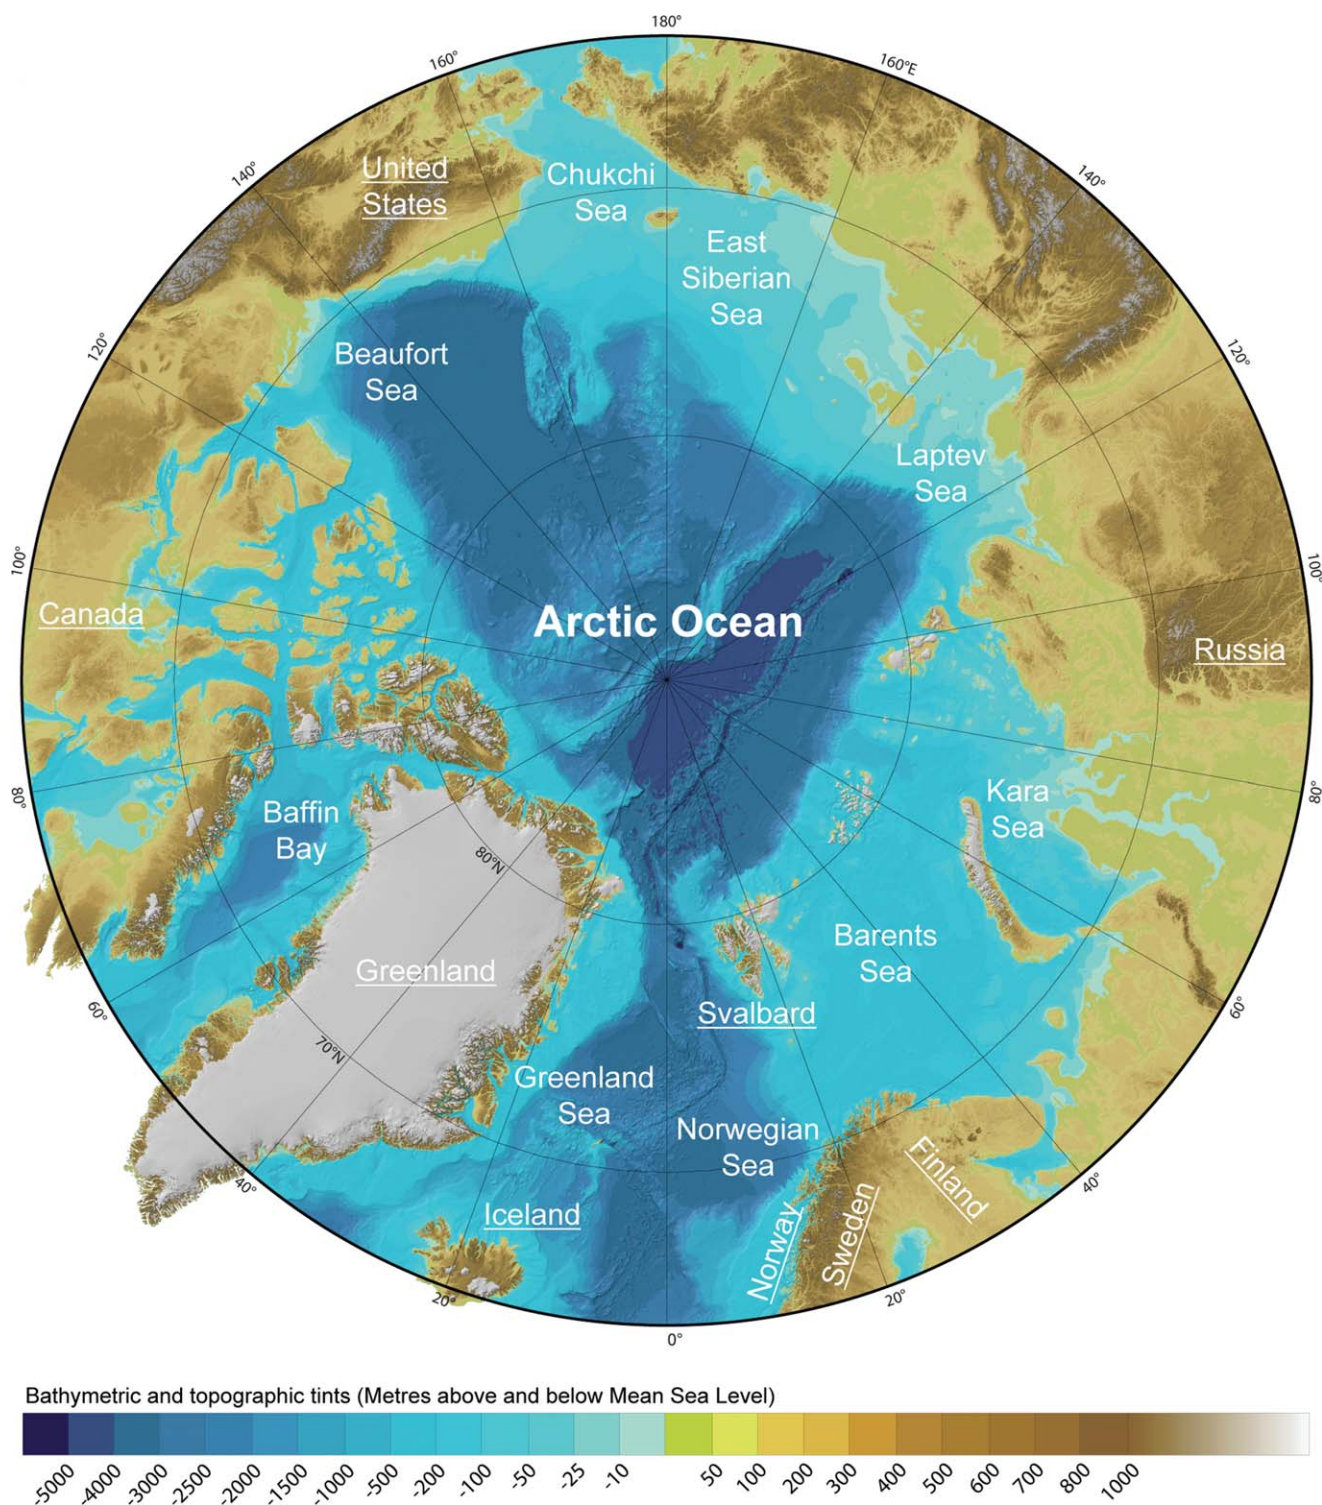 180°
160°
160°E
140°
140°
United
States
Chukchi
Sea
East
Siberian
Sea
120°
120°
Beaufort
Sea
Laptev
Sea
100°
100°
Canada
Arctic Ocean
Russia
80°
80°
Baffin
Bay
Kara
Sea
80°N
Barents
Sea
Greenland
Svalbard
60°
60°
70°N
Greenland
Sea
Norwegian
Sea
Finland
Iceland
Norway
Sweden
40°
40°
20°
20°
0°
Bathymetric and topographic tints (Metres above and below Mean Sea Level)
-5000 -4000 -3000 -2500 -2000 -1500 -1000 -500 -200 -100 -50 -25 -10 50 100 200 300 400 500 600 700 800 1000